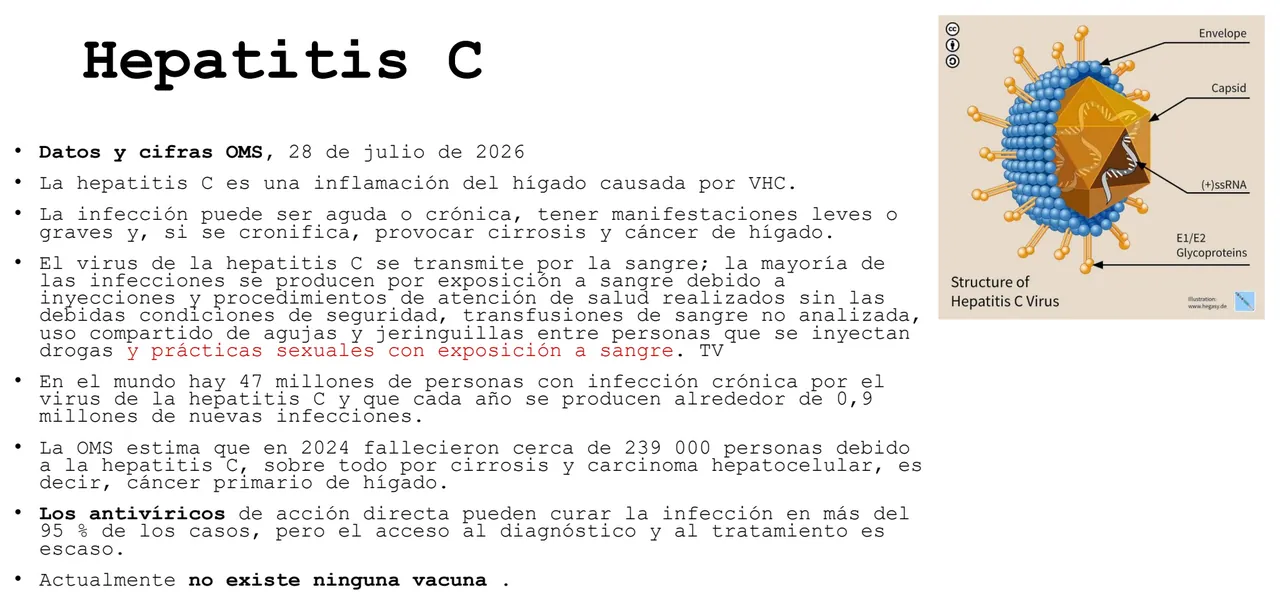 Hepatitis C
• Datos y cifras OMS, 28 de julio de 2026
• La hepatitis C es una inflamación del hígado causada por VHC.
• La infección puede ser aguda o crónica, tener manifestaciones leves o
graves y, si se cronifica, provocar cirrosis y cáncer de hígado.
• El virus de la hepatitis C se transmite por la sangre; la mayoría de
las infecciones se producen por exposición a sangre debido a
inyecciones y procedimientos de atención de salud realizados sin las
debidas condiciones de seguridad, transfusiones de sangre no analizada,
uso compartido de agujas y jeringuillas entre personas que se inyectan
drogas y prácticas sexuales con exposición a sangre. TV
• En el mundo hay 47 millones de personas con infección crónica por el
virus de la hepatitis C y que cada año se producen alrededor de 0,9
millones de nuevas infecciones.
• La OMS estima que en 2024 fallecieron cerca de 239 000 personas debido
a la hepatitis C, sobre todo por cirrosis y carcinoma hepatocelular, es
decir, cáncer primario de hígado.
• Los antivíricos de acción directa pueden curar la infección en más del
95 % de los casos, pero el acceso al diagnóstico y al tratamiento es
escaso.
• Actualmente no existe ninguna vacuna .
Envelope
Capsid
(+)ssRNA
E1/E2
Glycoproteins
Structure of
Hepatitis C Virus
Illustration:
www.hegasy.de
cc